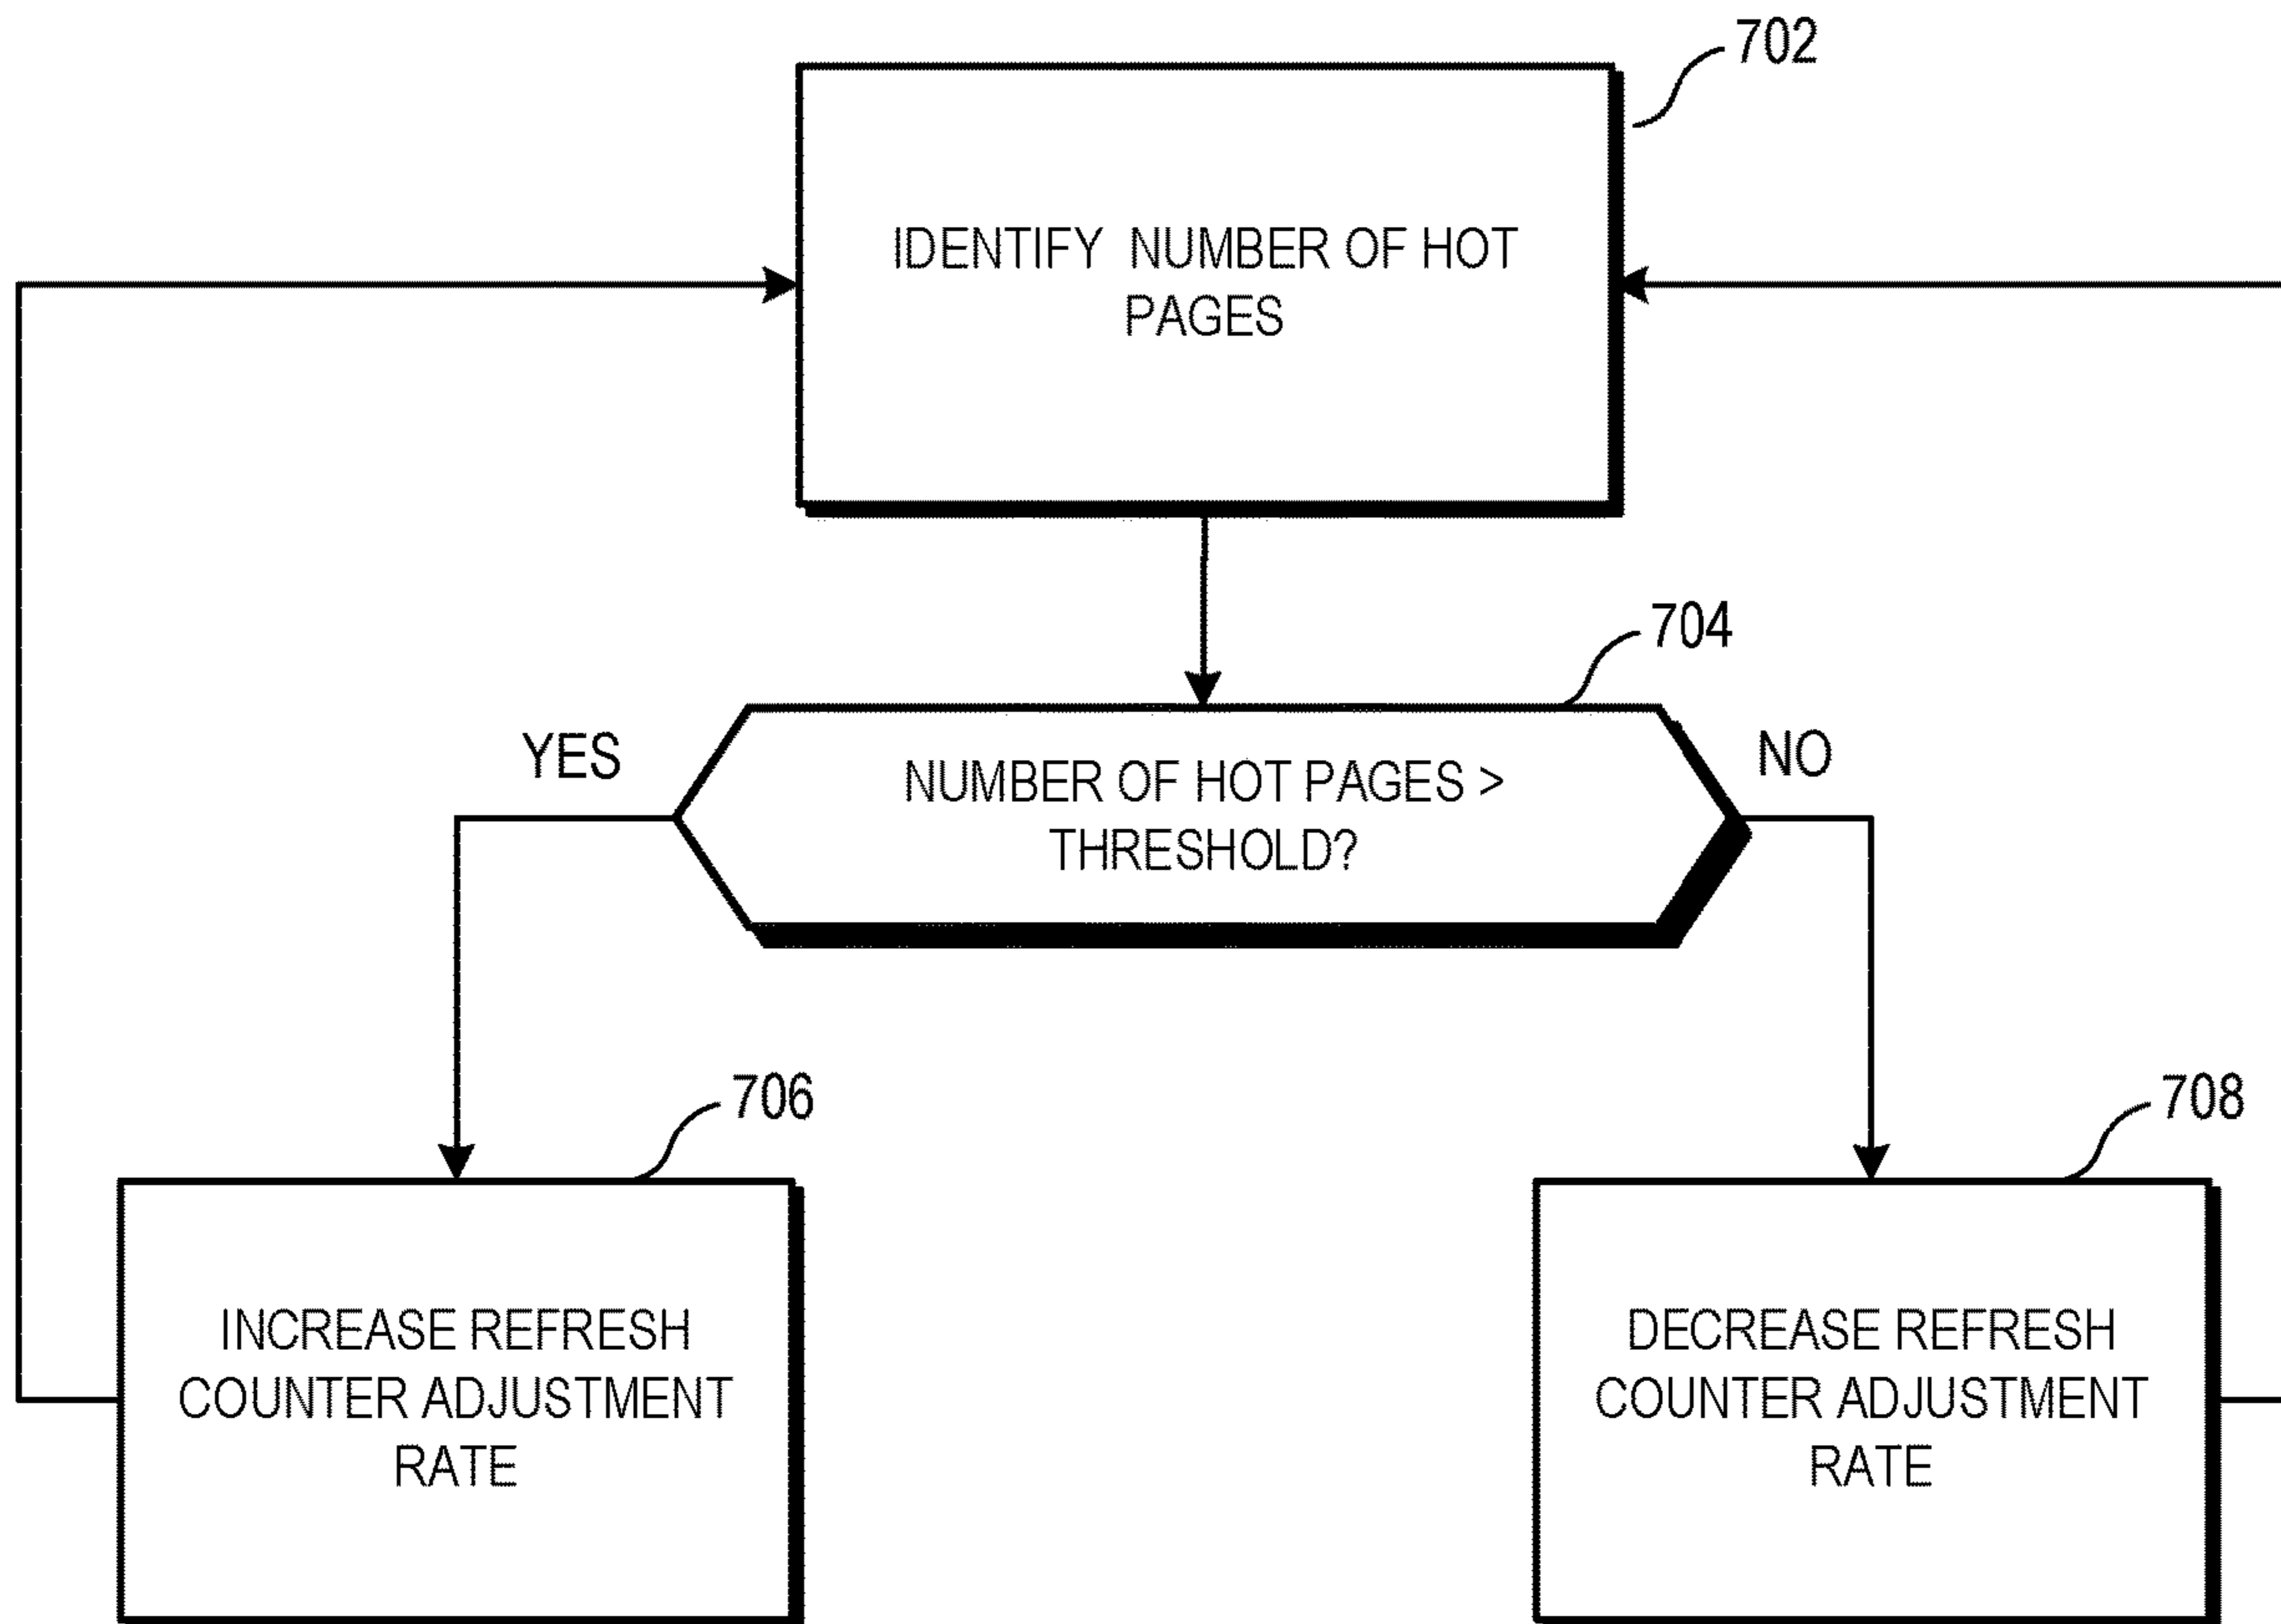 702
IDENTIFY NUMBER OF HOT
PAGES
704
YES
NUMBER OF HOT PAGES >
THRESHOLD?
NO
706
INCREASE REFRESH
COUNTER ADJUSTMENT
RATE
708
DECREASE REFRESH
COUNTER ADJUSTMENT
RATE